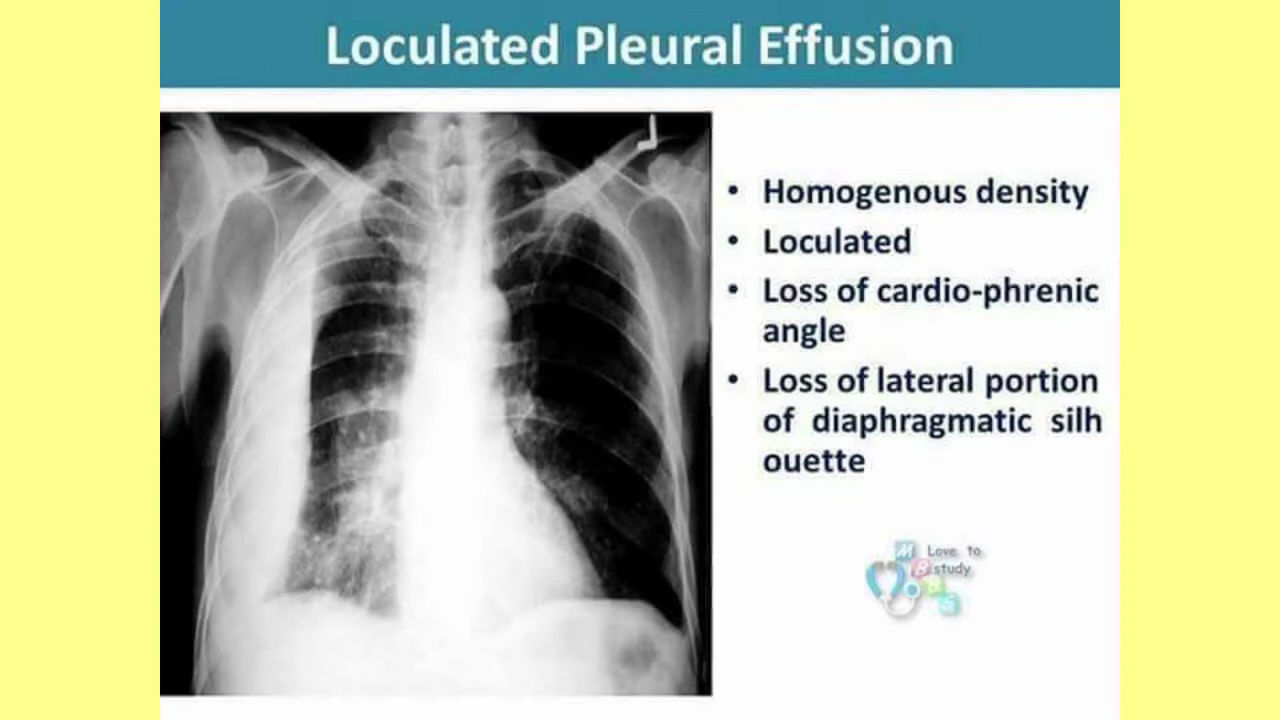 Loculated Pleural Effusion
L
• Homogenous density
• Loculated
• Loss of cardio-phrenic
angle
• Loss of lateral portion
of diaphragmatic silh
ouette
M Love to
B study
B
S